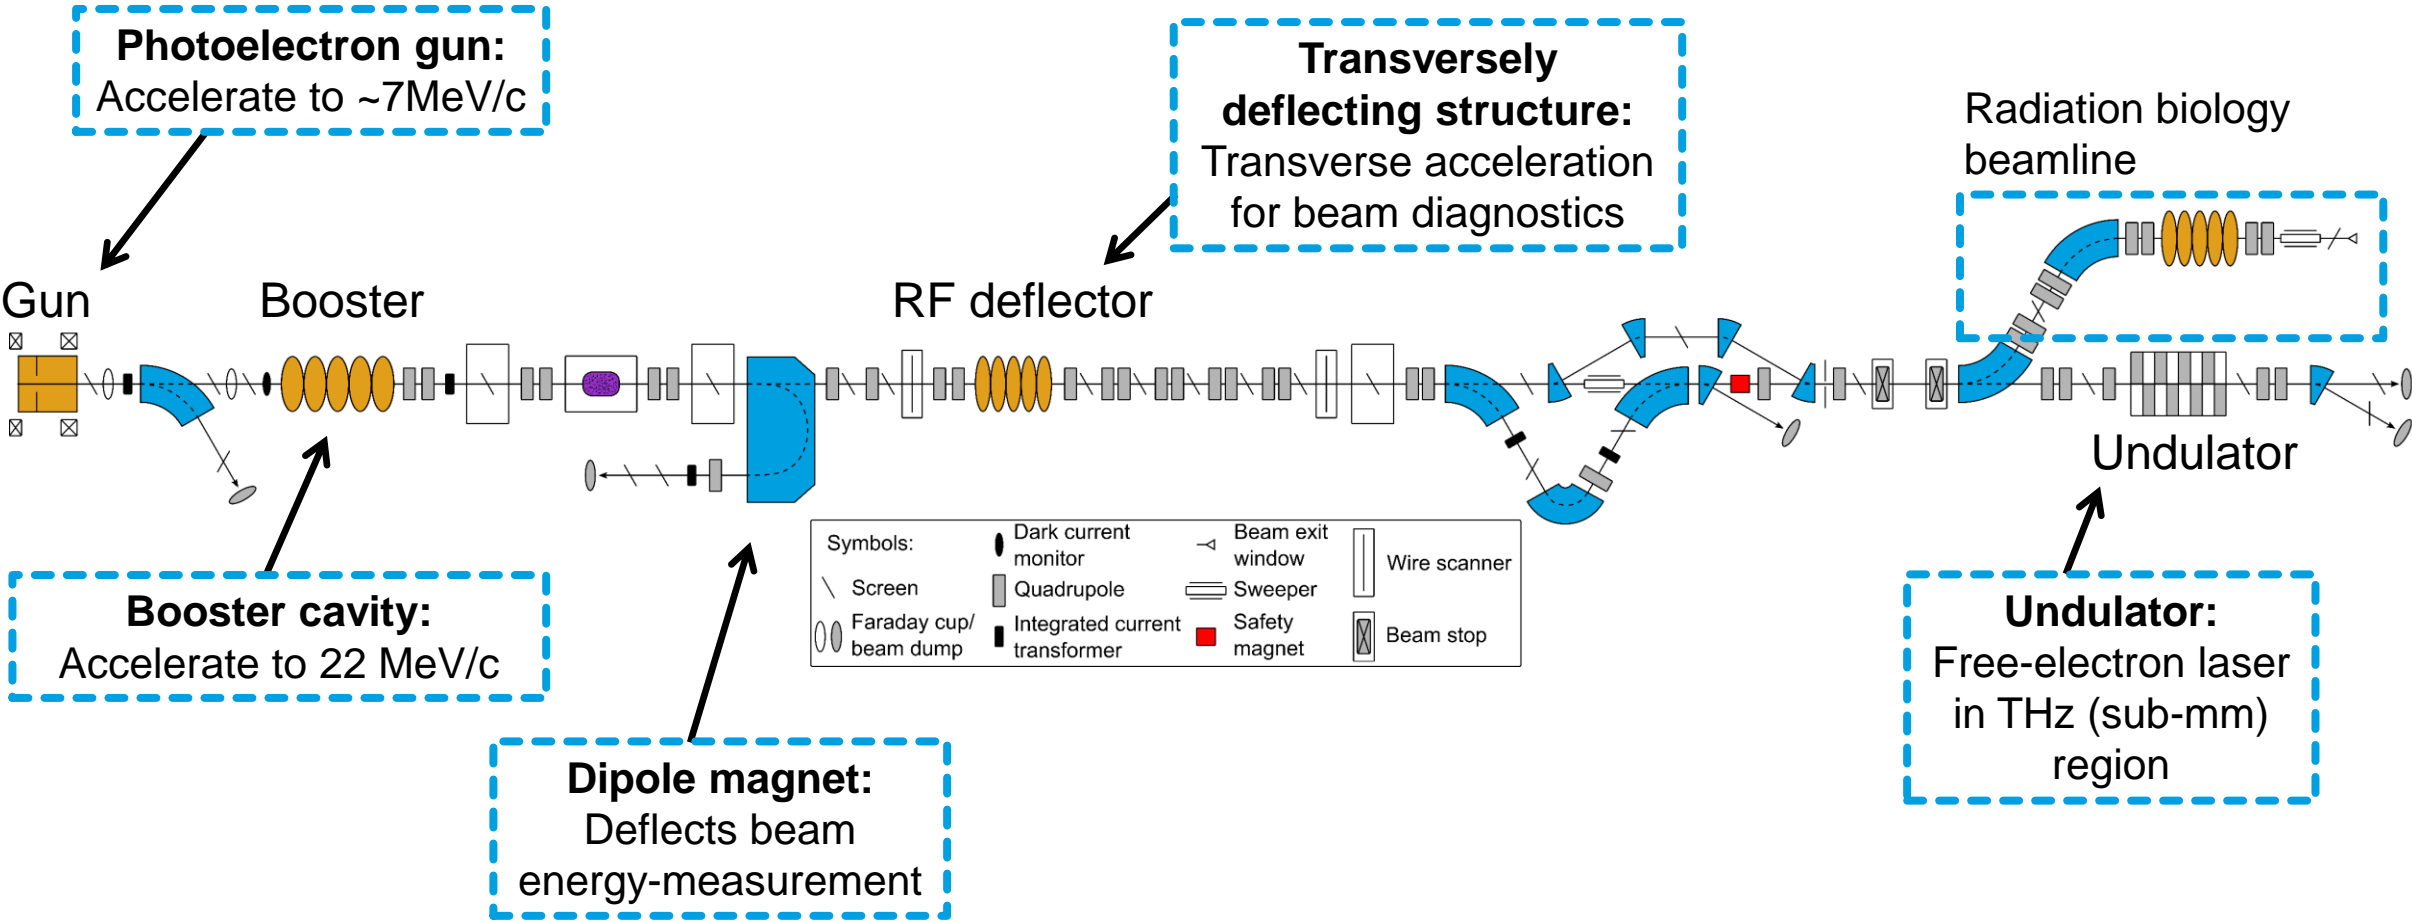 Photoelectron gun:
Accelerate to ~7MeV/c
Transversely
deflecting structure:
Transverse acceleration
for beam diagnostics
Radiation biology
beamline
Gun
Booster
RF deflector
Undulator
Symbols:
Screen
Faraday cup/
beam dump
Dark current
monitor
Quadrupole
Integrated current
transformer
Beam exit
window
Sweeper
Safety
magnet
Wire scanner
Beam stop
Booster cavity:
Accelerate to 22 MeV/c
Dipole magnet:
Deflects beam
energy-measurement
Undulator:
Free-electron laser
in THz (sub-mm)
region